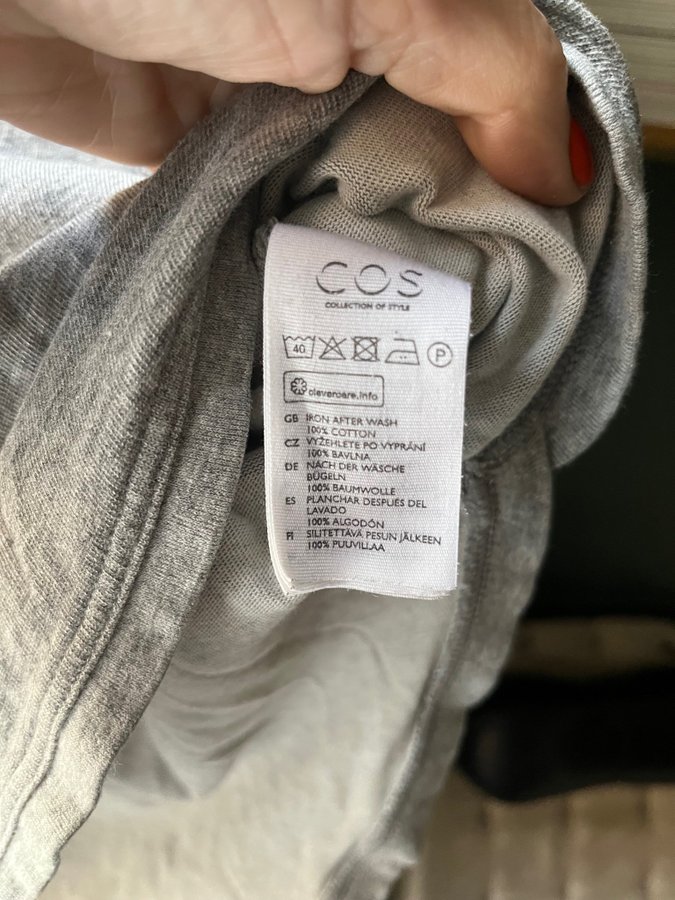 COS
COLLECTION OF STYLE
40 P
clevercare.info
GB IRON AFTER WASH
100% COTTON
CZ VYŽEHLETE PO VYPRÁNÍ
100% BAVLNA
DE NACH DER WÄSCHE
BÜGELN
100% BAUMWOLLE
ES PLANCHAR DESPUÉS DEL
LAVADO
100% ALGODÓN
FI SILITETTÄVÄ PESUN JÄLKEEN
100% PUUVILLAA